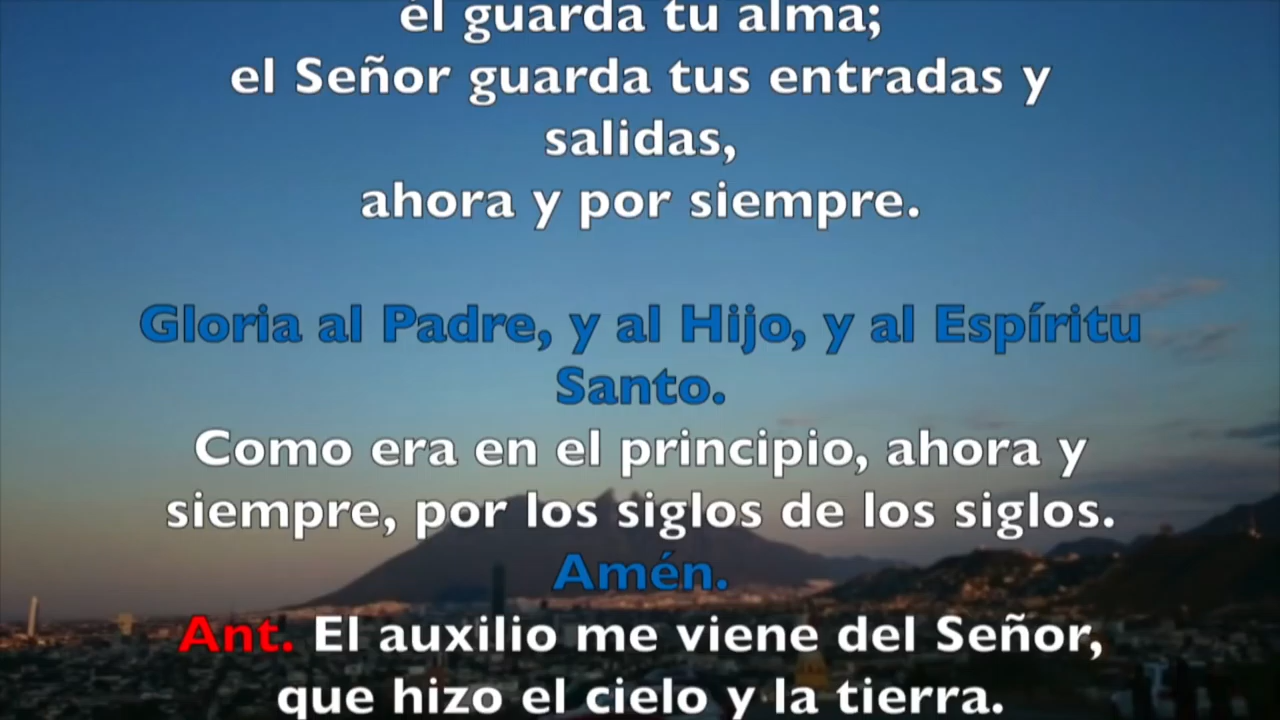 él guarda tu alma;
el Señor guarda tus entradas y
salidas,
ahora y por siempre.
Gloria al Padre, y al Hijo, y al Espíritu
Santo.
Como era en el principio, ahora y
siempre, por los siglos de los siglos.
Amén.
Ant. El auxilio me viene del Señor,
que hizo el cielo y la tierra.